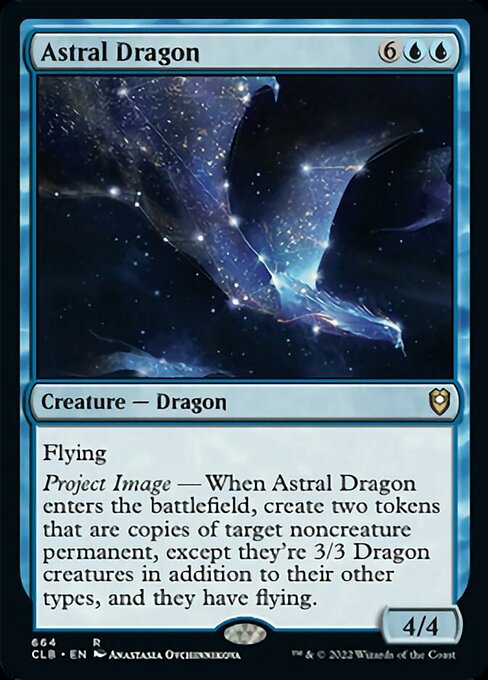 Astral Dragon 6
Creature — Dragon
Flying
Project Image — When Astral Dragon
enters the battlefield, create two tokens
that are copies of target noncreature
permanent, except they're 3/3 Dragon
creatures in addition to their other
types, and they have flying.
4/4
664 R
CLB • EN Anastasia Ovchinnikova
™ & © 2022 Wizards of the Coast